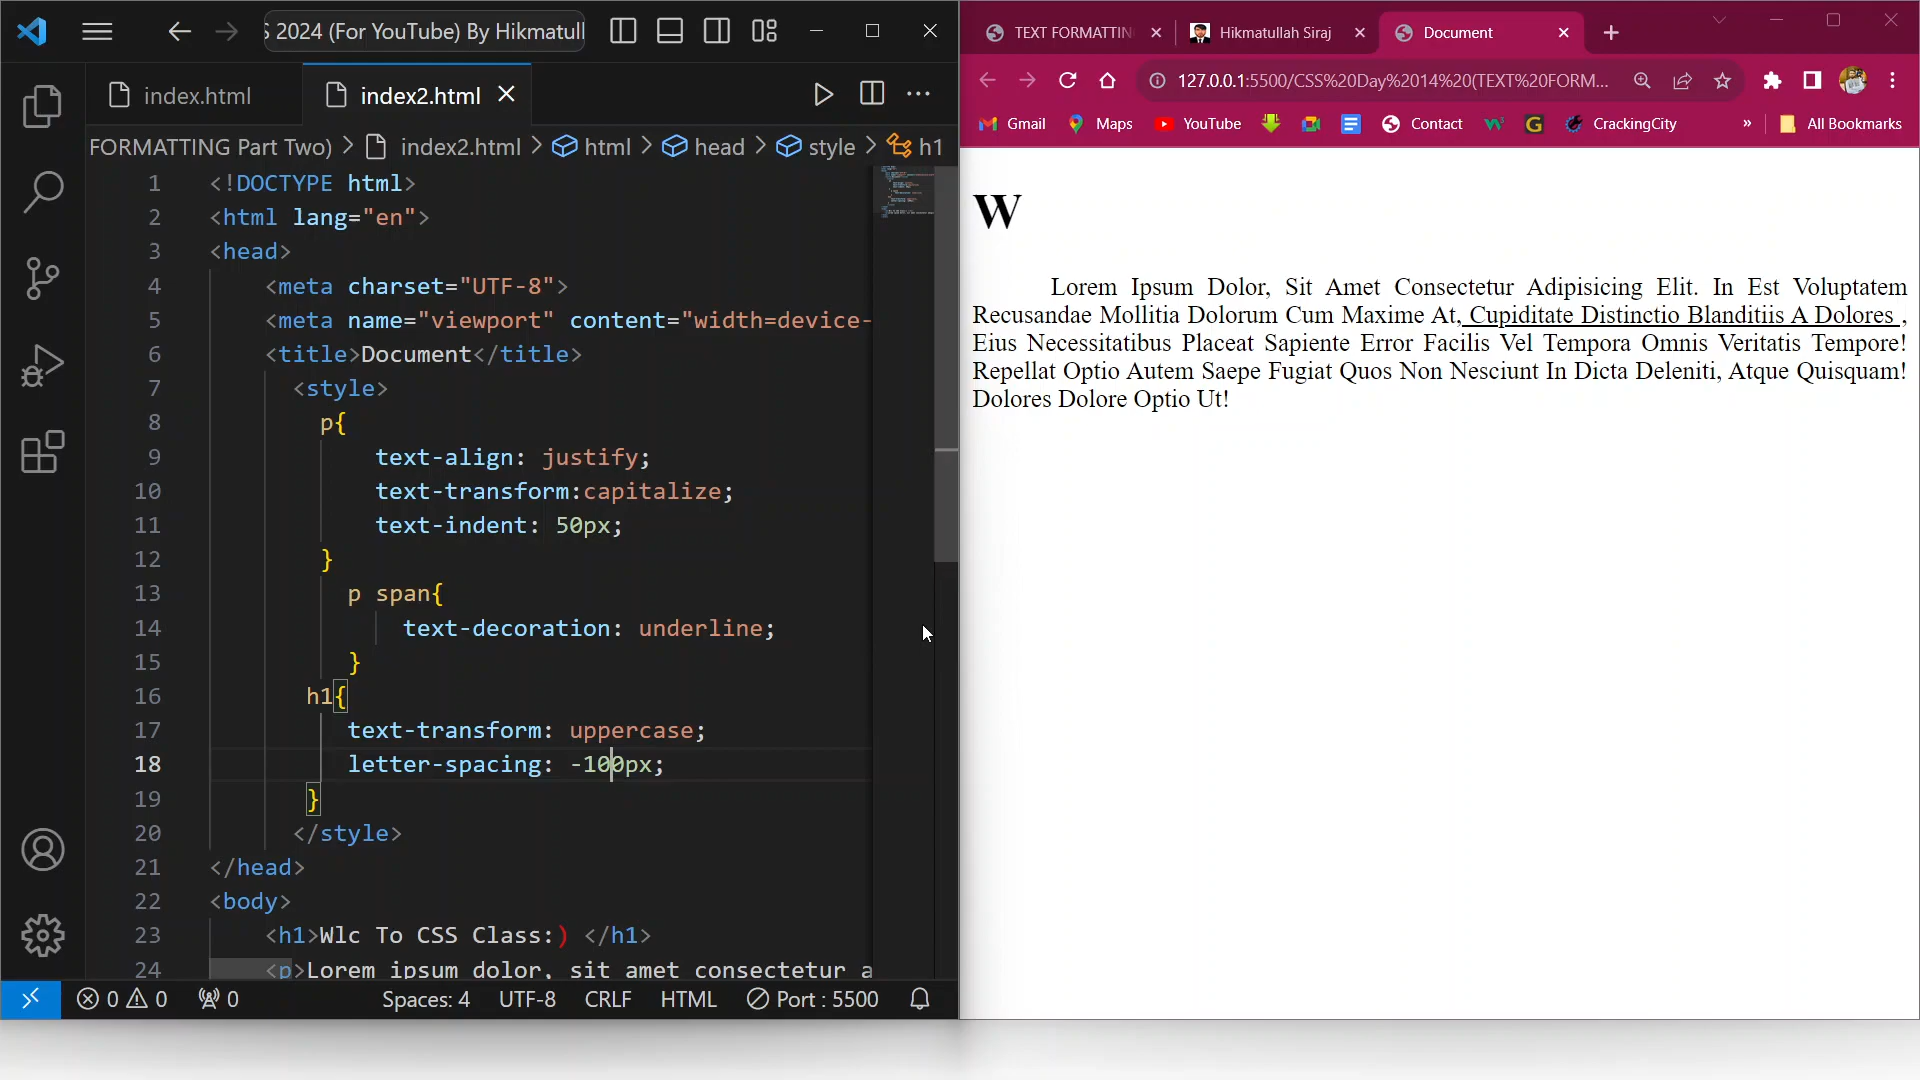 S 2024 (For YouTube) By Hikmatull
index.html
index2.html
FORMATTING Part Two) > index2.html > html > head > style > h1
1 <!DOCTYPE html>
2 <html lang="en">
3 <head>
4 <meta charset="UTF-8">
5 <meta name="viewport" content="width=device-
6 <title>Document</title>
7 <style>
8 p{
9 text-align: justify;
10 text-transform:capitalize;
11 text-indent: 50px;
12 }
13 p span{
14 text-decoration: underline;
15 }
16 h1{
17 text-transform: uppercase;
18 letter-spacing: -100px;
19 }
20 </style>
21 </head>
22 <body>
23 <h1>Wlc To CSS Class:) </h1>
24 <p>Lorem ipsum dolor, sit amet consectetur a
0 0 0 Spaces: 4 UTF-8 CRLF HTML Port : 5500
TEXT FORMATTIN Hikmatullah Siraj Document
127.0.0.1:5500/CSS%20Day%2014%20(TEXT%20FORM...
Gmail Maps YouTube Contact G CrackingCity » All Bookmarks
W
Lorem Ipsum Dolor, Sit Amet Consectetur Adipisicing Elit. In Est Voluptatem
Recusandae Mollitia Dolorum Cum Maxime At, Cupiditate Distinctio Blanditiis A Dolores ,
Eius Necessitatibus Placeat Sapiente Error Facilis Vel Tempora Omnis Veritatis Tempore!
Repellat Optio Autem Saepe Fugiat Quos Non Nesciunt In Dicta Deleniti, Atque Quisquam!
Dolores Dolore Optio Ut!